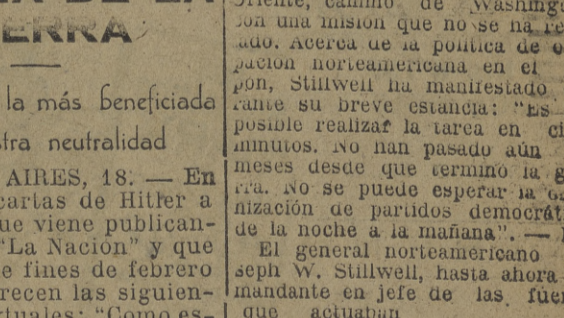 ERRA
la más beneficiada
stra neutralidad
AIRES, 18. — En
cartas de Hitler a
ue viene publican-
"La Nación" y que
e fines de febrero
recen las siguien-
tuales: "Como es-
Oriente, camino de Washing
con una misión que no se ha re
ado. Acerca de la política de o
pación norteamericana en el
pón, Stillwell ha manifestado
rante su breve estancia: "Es
posible realizar la tarea en ci
minutos. No han pasado aún
meses desde que terminó la g
rra. No se puede esperar la or
nización de partidos democrát
de la noche a la mañana". —
El general norteamericano
seph W. Stillwell, hasta ahora
mandante en jefe de las fuer
que actuaban